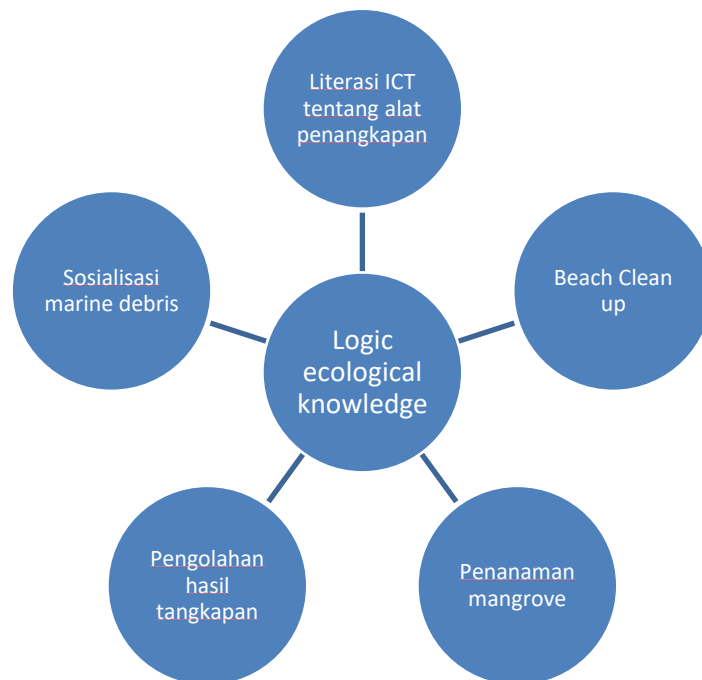 Literasi ICT
tentang alat
penangkapan
Sosialisasi
marine debris
Beach Clean
up
Logic
ecological
knowledge
Pengolahan
hasil
tangkapan
Penanaman
mangrove